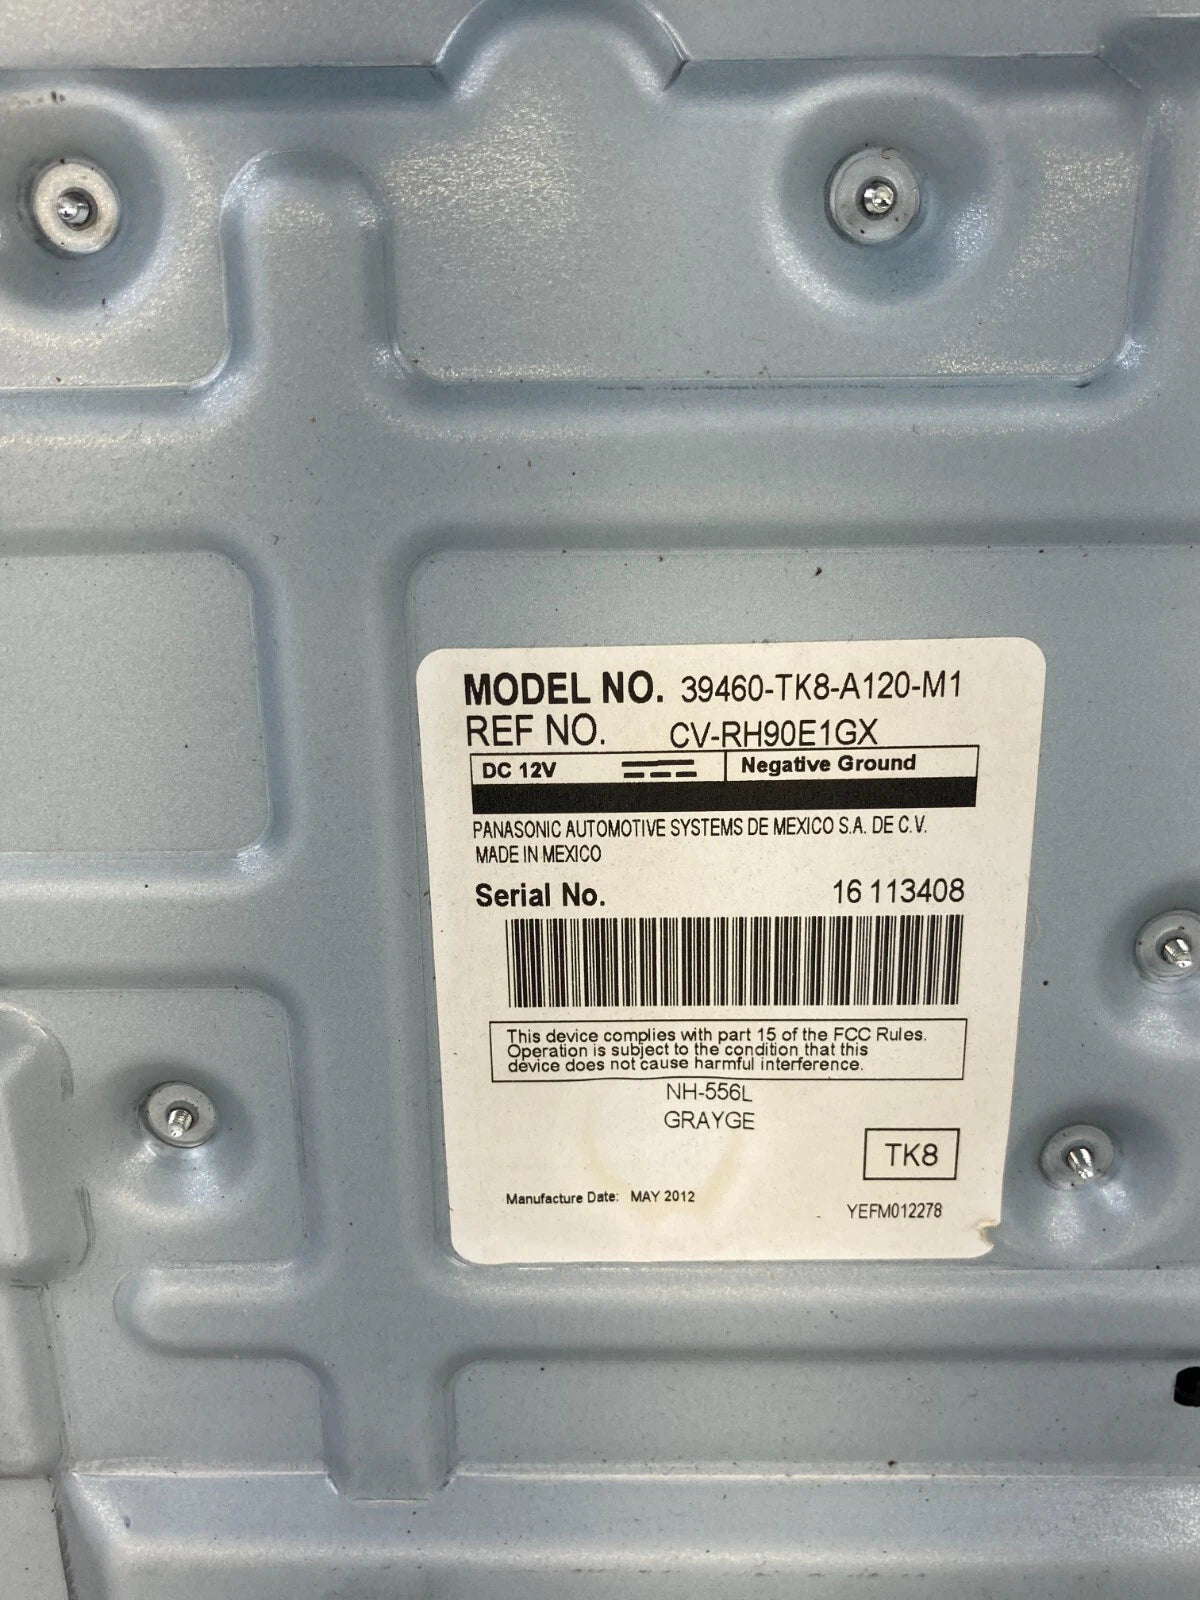 MODEL NO. 39460-TK8-A120-M1
REF NO. CV-RH90E1GX
DC 12V Negative Ground
PANASONIC AUTOMOTIVE SYSTEMS DE MEXICO S.A. DE C.V.
MADE IN MEXICO
Serial No. 16 113408
This device complies with part 15 of the FCC Rules.
Operation is subject to the condition that this
device does not cause harmful interference.
NH-556L
GRAYGE
TK8
Manufacture Date: MAY 2012
YEFM012278